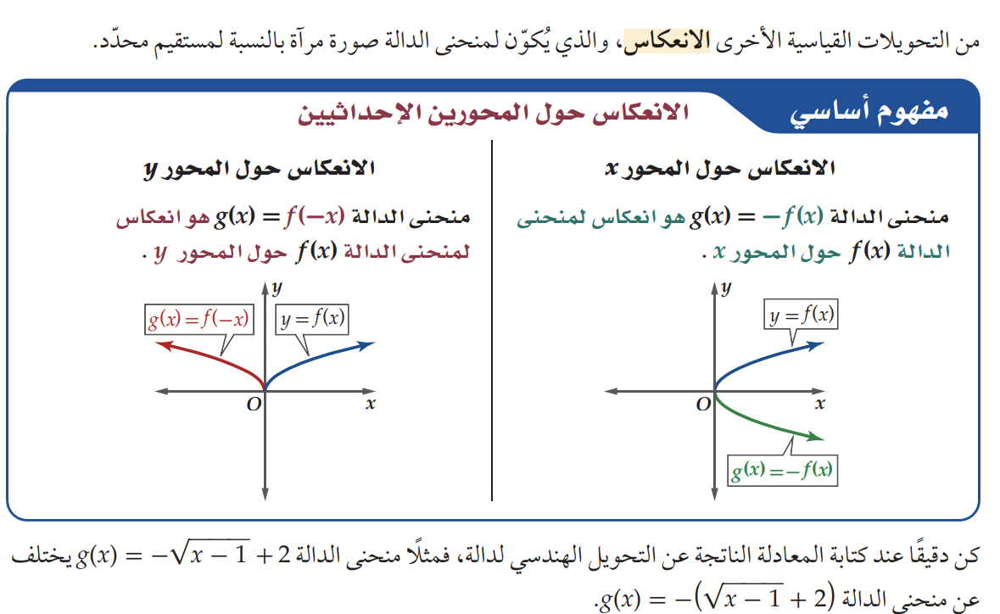 من التحويلات القياسية الأخرى الانعكاس، والذي يُكوّن لمنحنى الدالة صورة مرآة بالنسبة لمستقيم محدّد.
مفهوم أساسي
الانعكاس حول المحورين الإحداثيين
الانعكاس حول المحور x
منحنى الدالة g(x) = −f(x) هو انعكاس لمنحنى
الدالة f(x) حول المحور x .
y
y = f(x)
O
x
g(x) = −f(x)
الانعكاس حول المحور y
منحنى الدالة g(x) = f(−x) هو انعكاس
لمنحنى الدالة f(x) حول المحور y .
y
g(x) = f(−x)
y = f(x)
O
x
كن دقيقًا عند كتابة المعادلة الناتجة عن التحويل الهندسي لدالة، فمثلًا منحنى الدالة g(x) = −√(x − 1) + 2 يختلف
عن منحنى الدالة g(x) = −(√(x − 1) + 2).